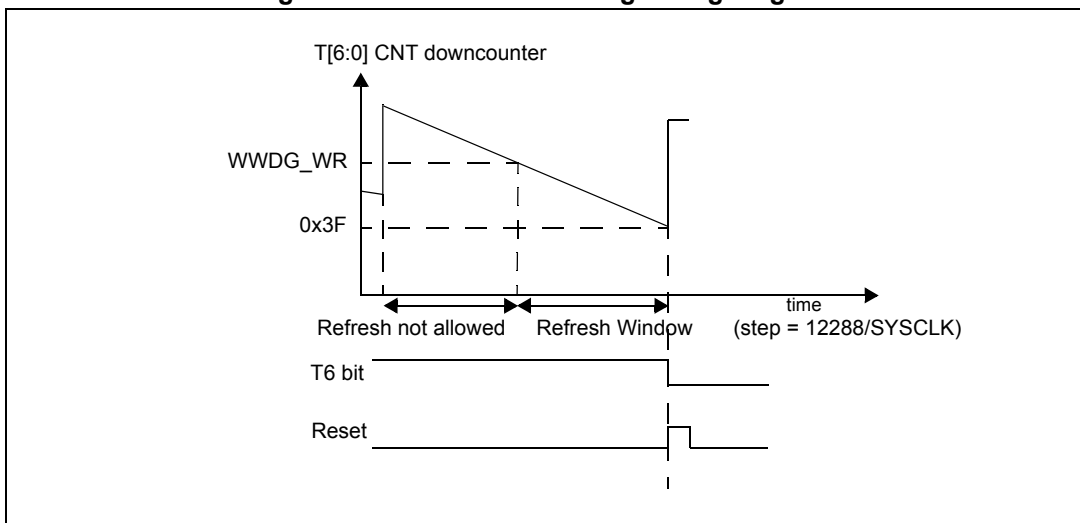 T[6:0] CNT downcounter
WWDG_WR
0x3F
time
Refresh not allowed Refresh Window (step = 12288/SYSCLK)
T6 bit
Reset